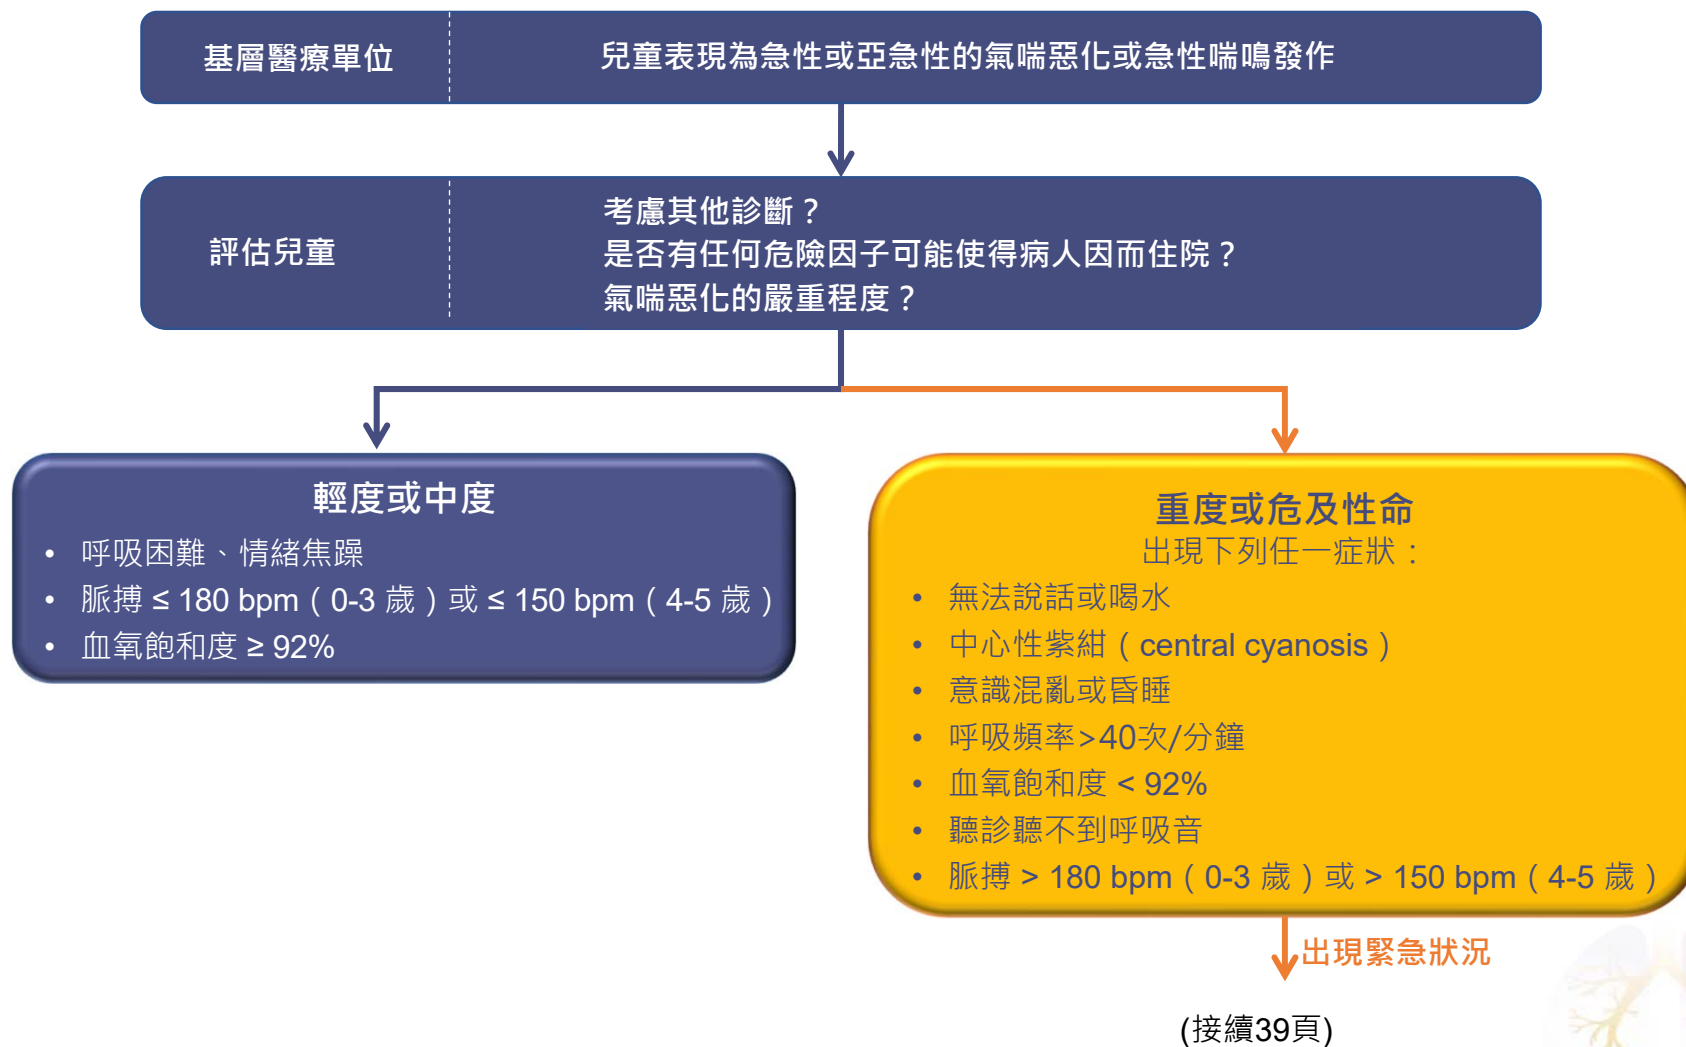 基層醫療單位
兒童表現為急性或亞急性的氣喘惡化或急性喘鳴發作
評估兒童
考慮其他診斷？
是否有任何危險因子可能使得病人因而住院？
氣喘惡化的嚴重程度？
輕度或中度
• 呼吸困難、情緒焦躁
• 脈搏 ≤ 180 bpm（0-3 歲）或 ≤ 150 bpm（4-5 歲）
• 血氧飽和度 ≥ 92%
重度或危及性命
出現下列任一症狀：
• 無法說話或喝水
• 中心性紫紺（central cyanosis）
• 意識混亂或昏睡
• 呼吸頻率>40次/分鐘
• 血氧飽和度 < 92%
• 聽診聽不到呼吸音
• 脈搏 > 180 bpm（0-3 歲）或 > 150 bpm（4-5 歲）
出現緊急狀況
(接續39頁)